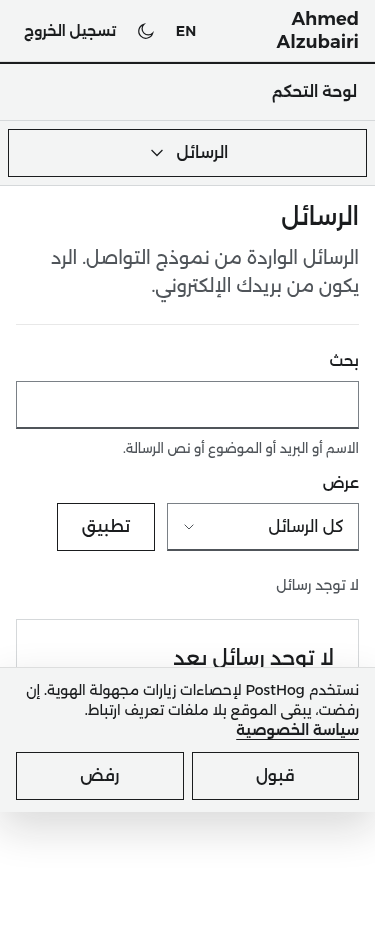 Ahmed
Alzubairi
EN
تسجيل الخروج
لوحة التحكم
الرسائل
الرسائل
الرسائل الواردة من نموذج التواصل. الرد
يكون من بريدك الإلكتروني.
بحث
الاسم أو البريد أو الموضوع أو نص الرسالة.
عرض
كل الرسائل
تطبيق
لا توجد رسائل
لا توجد رسائل بعد
نستخدم PostHog لإحصاءات زيارات مجهولة الهوية. إن
رفضت، يبقى الموقع بلا ملفات تعريف ارتباط.
سياسة الخصوصية
قبول
رفض